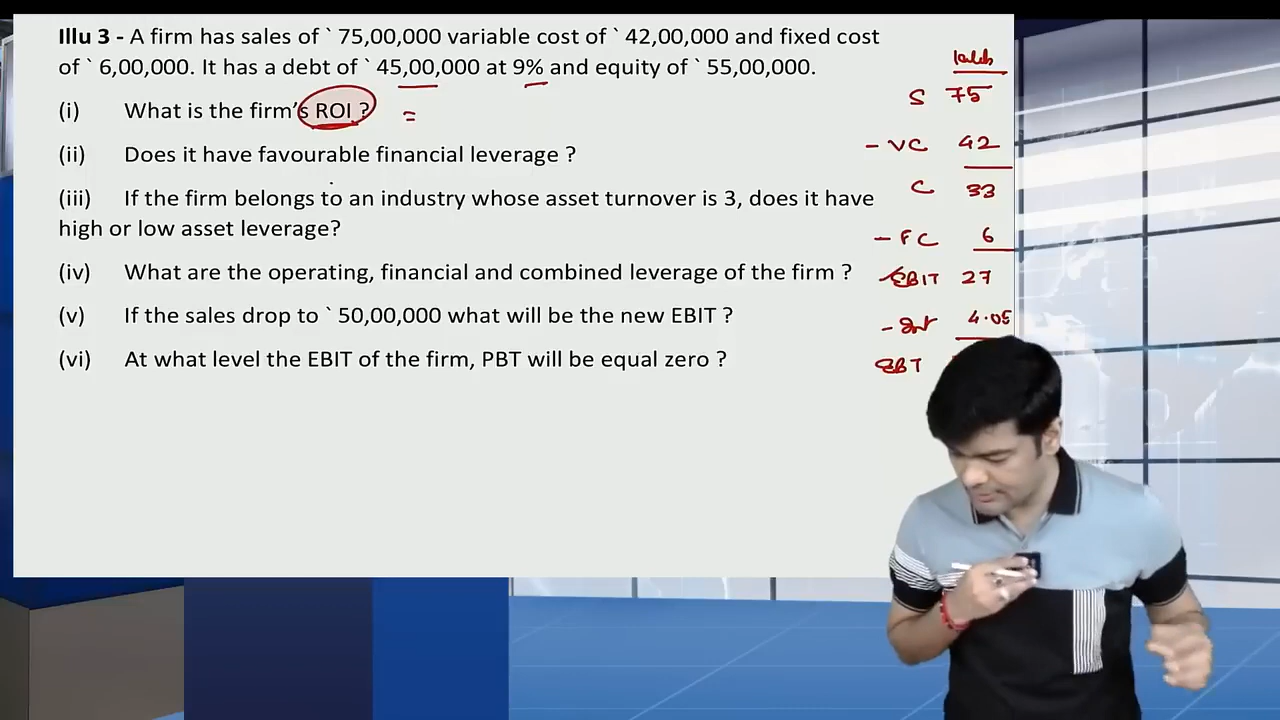 Illu 3 - A firm has sales of ` 75,00,000 variable cost of ` 42,00,000 and fixed cost
of ` 6,00,000. It has a debt of ` 45,00,000 at 9% and equity of ` 55,00,000.
(i) What is the firm's ROI ? =
(ii) Does it have favourable financial leverage ?
(iii) If the firm belongs to an industry whose asset turnover is 3, does it have
high or low asset leverage?
(iv) What are the operating, financial and combined leverage of the firm ?
(v) If the sales drop to ` 50,00,000 what will be the new EBIT ?
(vi) At what level the EBIT of the firm, PBT will be equal zero ?
S 75
- VC 42
C 33
- FC 6
EBIT 27
- Int 4.05
EBT